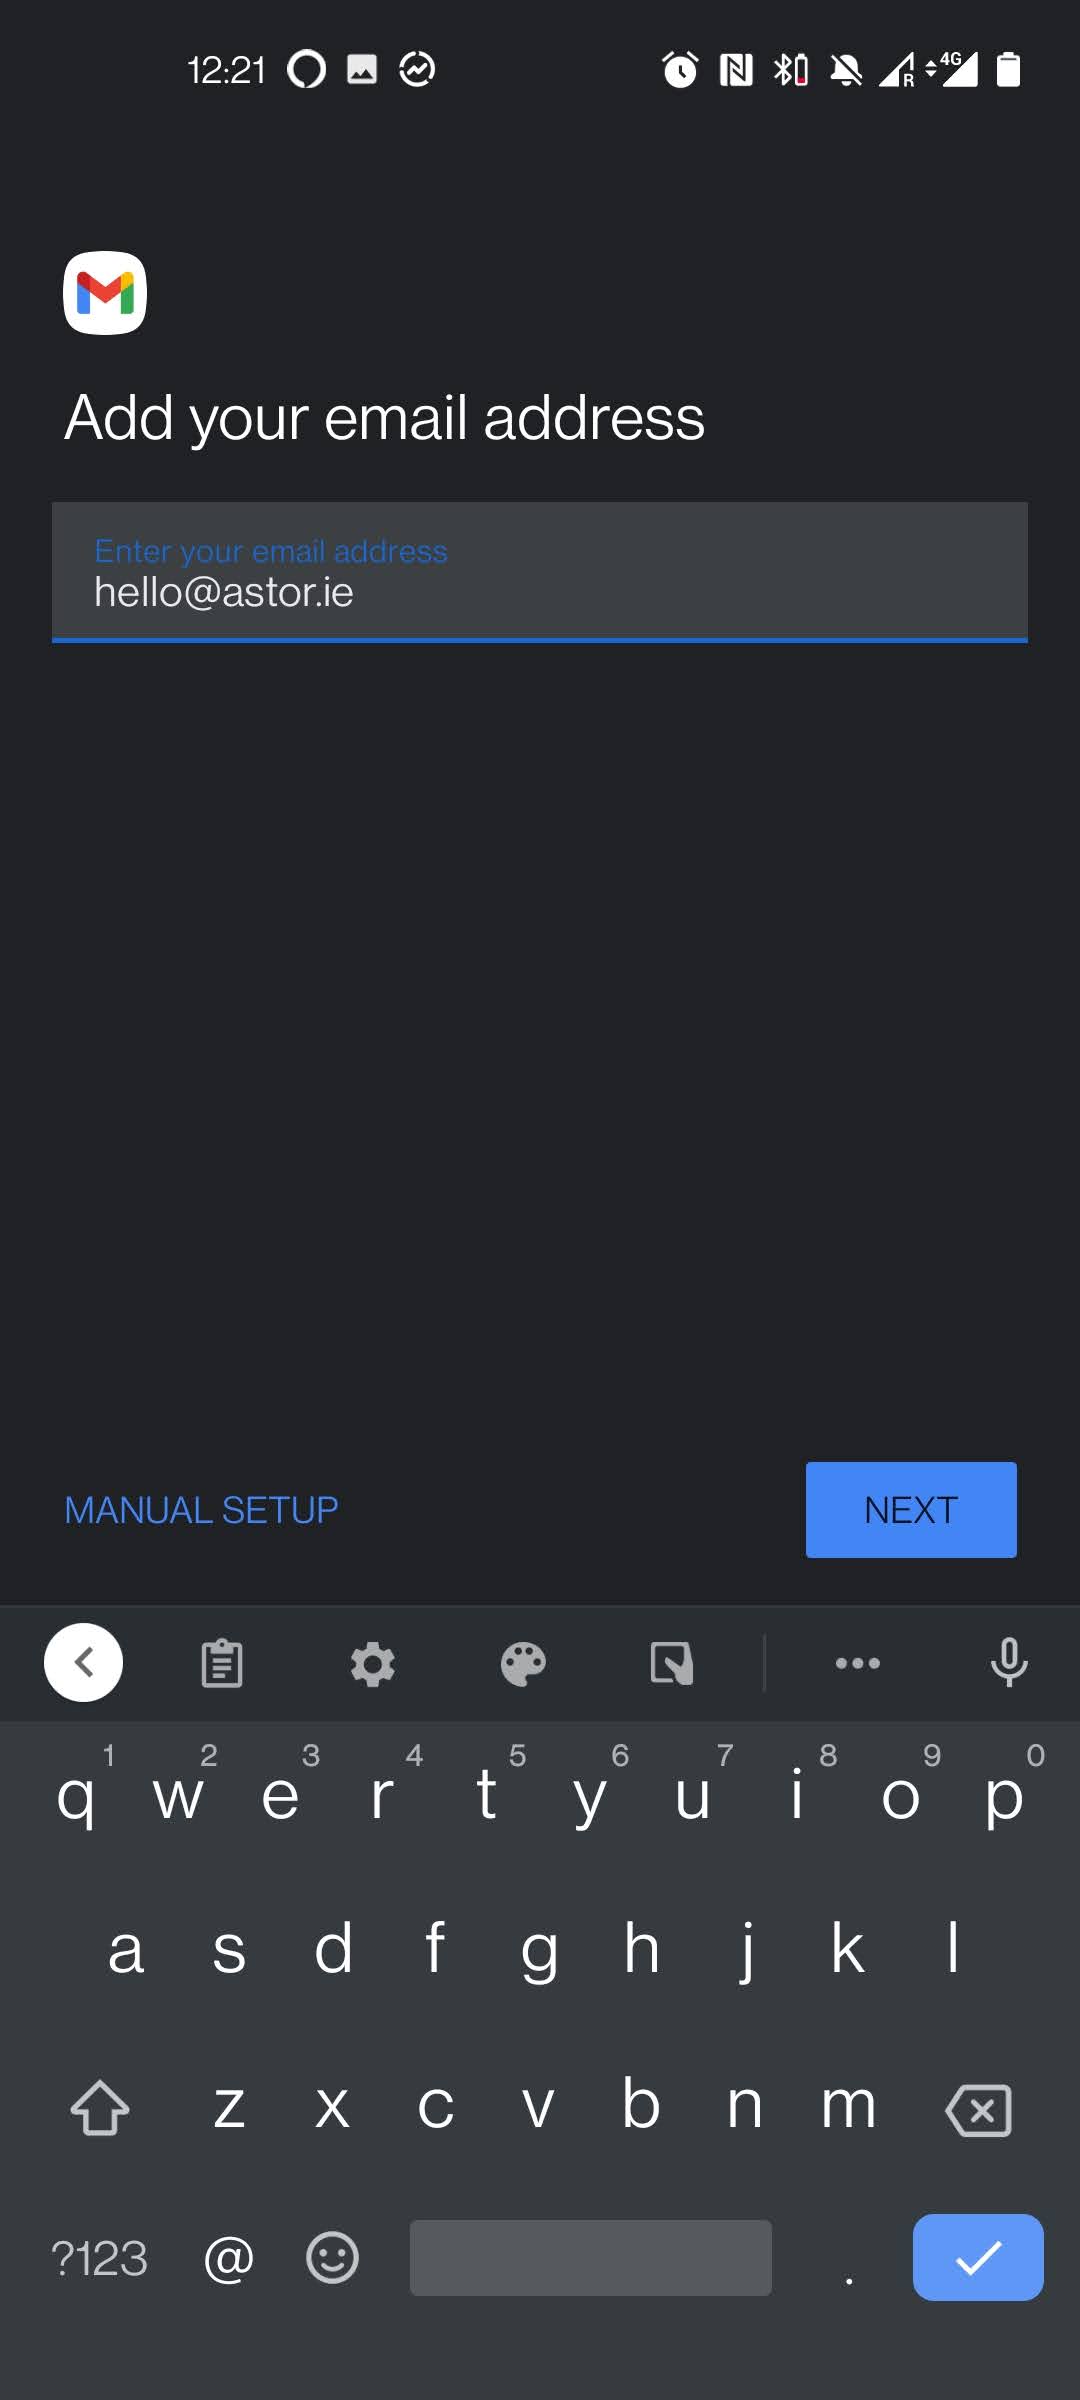 12:21
R
4G
Add your email address
Enter your email address
hello@astor.ie
MANUAL SETUP
NEXT
1 2 3 4 5 6 7 8 9 0
q w e r t y u i o p
a s d f g h j k l
z x c v b n m
?123 @ .